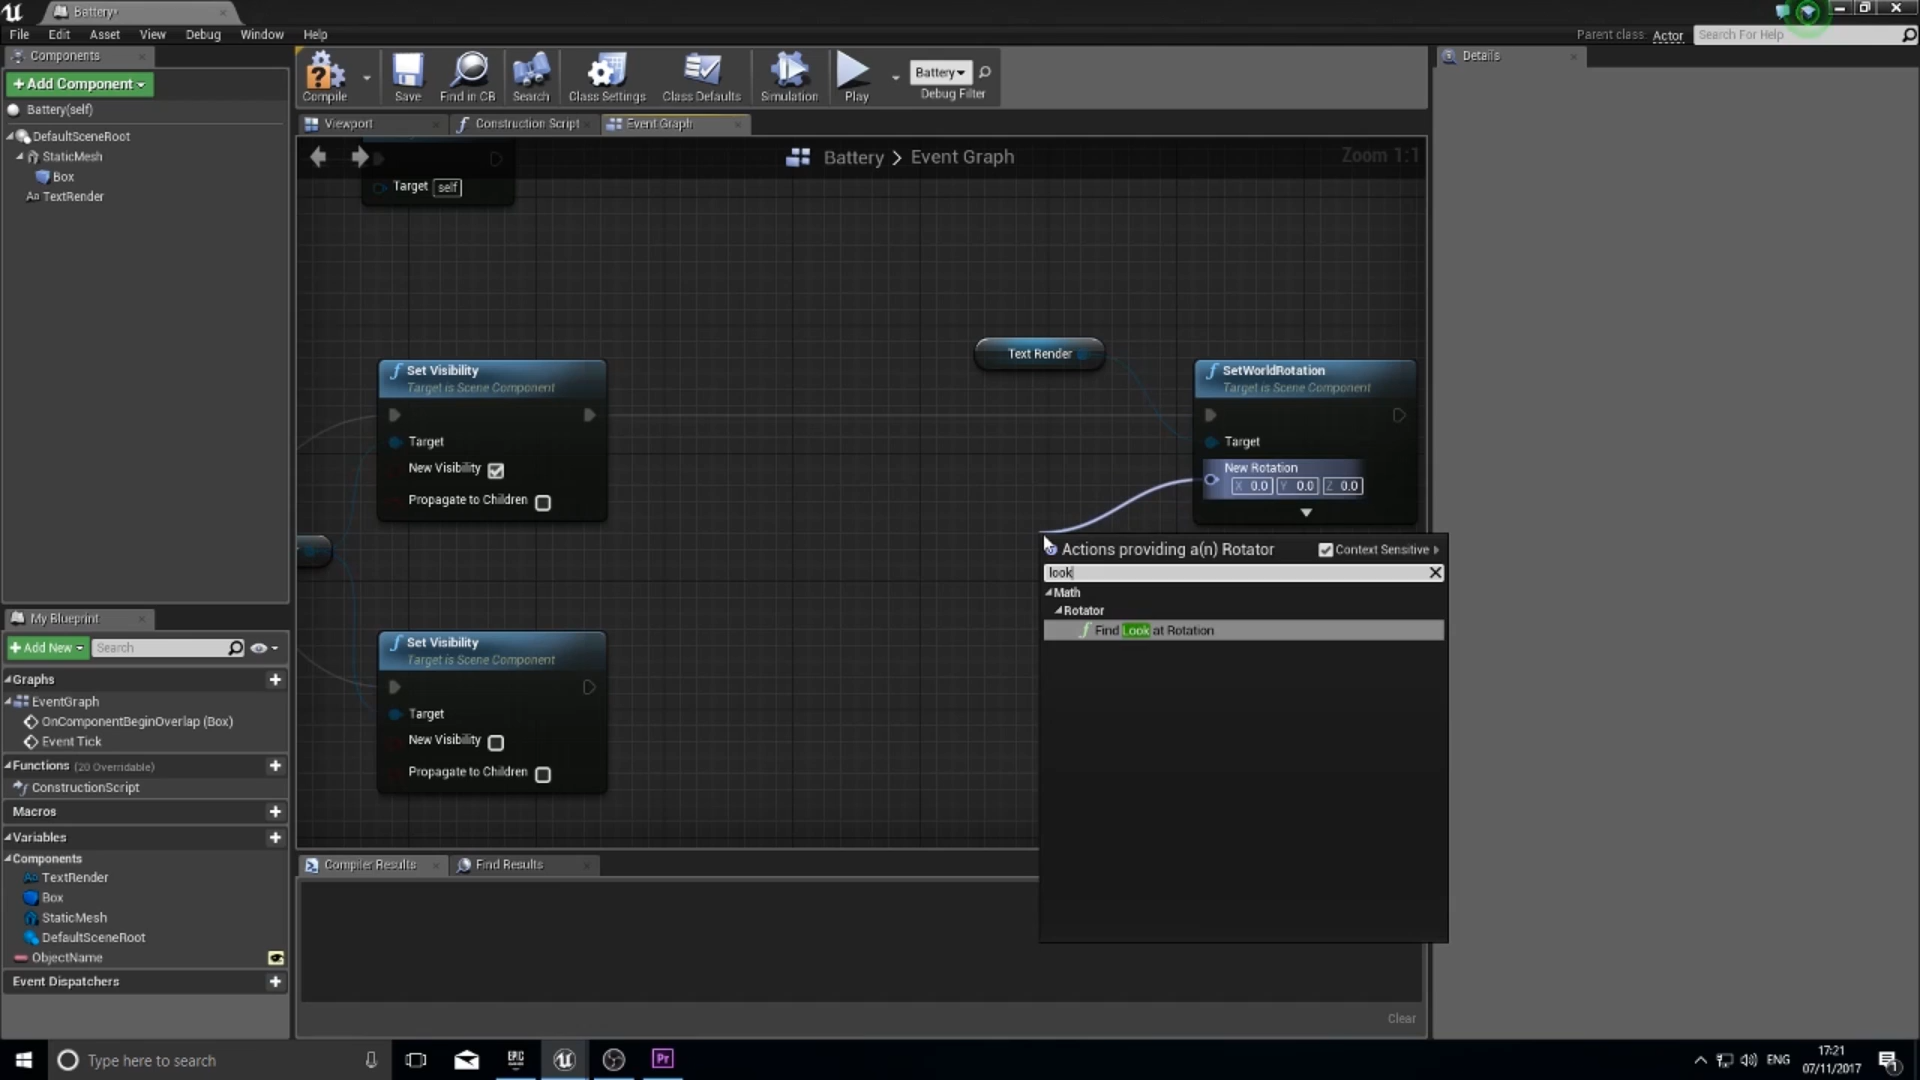 Battery*
File Edit Asset View Debug Window Help
Parent class: Actor
Search For Help
Components
+Add Component
Battery(self)
DefaultSceneRoot
StaticMesh
Box
TextRender
Compile
Save
Find in CB
Search
Class Settings
Class Defaults
Simulation
Play
Battery
Debug Filter
Details
Viewport
Construction Script
Event Graph
Battery > Event Graph
Zoom 1:1
Target self
Set Visibility
Target is Scene Component
Target
New Visibility
Propagate to Children
Text Render
SetWorldRotation
Target is Scene Component
Target
New Rotation
X 0.0 Y 0.0 Z 0.0
Actions providing a(n) Rotator
Context Sensitive
look
Math
Rotator
Find Look at Rotation
Set Visibility
Target is Scene Component
Target
New Visibility
Propagate to Children
My Blueprint
+Add New
Search
Graphs
EventGraph
OnComponentBeginOverlap (Box)
Event Tick
Functions (20 Overridable)
ConstructionScript
Macros
Variables
Components
TextRender
Box
StaticMesh
DefaultSceneRoot
ObjectName
Event Dispatchers
Compiler Results
Find Results
Clear
Type here to search
EPIC
Pr
ENG
17:21
07/11/2017
1